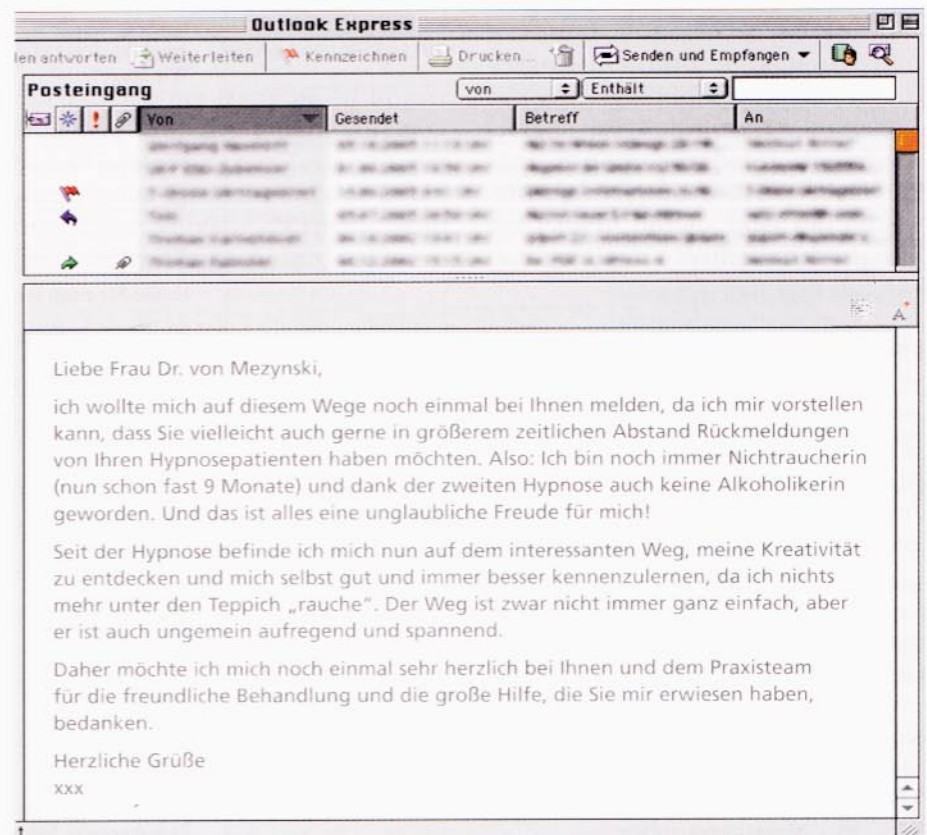 Outlook Express
len antworten Weiterleiten Kennzeichnen Drucken... Senden und Empfangen
Posteingang von Enthält
Von Gesendet Betreff An
Liebe Frau Dr. von Mezynski,
ich wollte mich auf diesem Wege noch einmal bei Ihnen melden, da ich mir vorstellen
kann, dass Sie vielleicht auch gerne in größerem zeitlichen Abstand Rückmeldungen
von Ihren Hypnosepatienten haben möchten. Also: Ich bin noch immer Nichtraucherin
(nun schon fast 9 Monate) und dank der zweiten Hypnose auch keine Alkoholikerin
geworden. Und das ist alles eine unglaubliche Freude für mich!
Seit der Hypnose befinde ich mich nun auf dem interessanten Weg, meine Kreativität
zu entdecken und mich selbst gut und immer besser kennenzulernen, da ich nichts
mehr unter den Teppich „rauche“. Der Weg ist zwar nicht immer ganz einfach, aber
er ist auch ungemein aufregend und spannend.
Daher möchte ich mich noch einmal sehr herzlich bei Ihnen und dem Praxisteam
für die freundliche Behandlung und die große Hilfe, die Sie mir erwiesen haben,
bedanken.
Herzliche Grüße
xxx